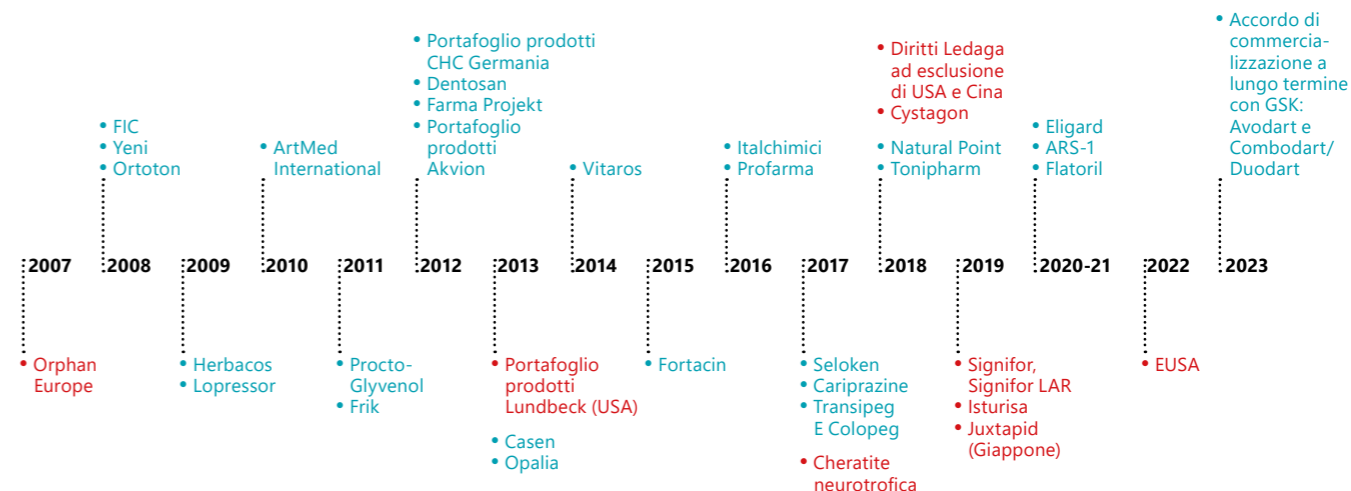 • Accordo di
commercia-
lizzazione a
lungo termine
con GSK:
Avodart e
Combodart/
Duodart
• Portafoglio prodotti
CHC Germania
• Dentosan
• Farma Projekt
• Portafoglio
prodotti
Akvion
• Diritti Ledaga
ad esclusione
di USA e Cina
• Cystagon
• FIC
• Yeni
• Ortoton
• ArtMed
International
• Vitaros
• Italchimici
• Profarma
• Natural Point
• Tonipharm
• Eligard
• ARS-1
• Flatoril
2007 2008 2009 2010 2011 2012 2013 2014 2015 2016 2017 2018 2019 2020-21 2022 2023
• Orphan
Europe
• Herbacos
• Lopressor
• Procto-
Glyvenol
• Frik
• Portafoglio
prodotti
Lundbeck (USA)
• Casen
• Opalia
• Fortacin
• Seloken
• Cariprazine
• Transipeg
E Colopeg
• Cheratite
neurotrofica
• Signifor,
Signifor LAR
• Isturisa
• Juxtapid
(Giappone)
• EUSA